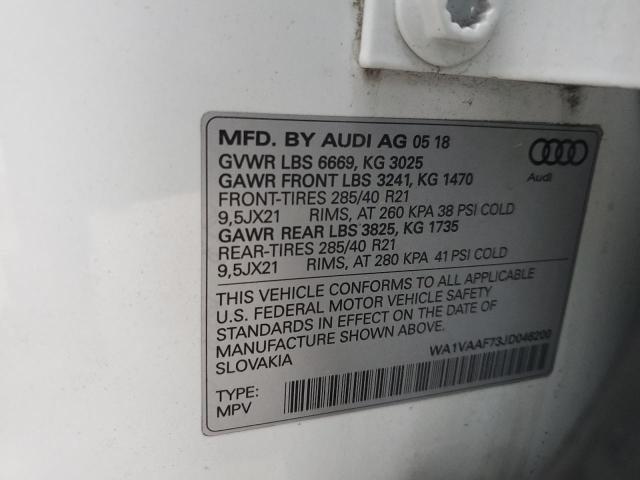 MFD. BY AUDI AG 05 18
GVWR LBS 6669, KG 3025
GAWR FRONT LBS 3241, KG 1470
FRONT-TIRES 285/40 R21
9,5JX21 RIMS, AT 260 KPA 38 PSI COLD
GAWR REAR LBS 3825, KG 1735
REAR-TIRES 285/40 R21
9,5JX21 RIMS, AT 280 KPA 41 PSI COLD
Audi
THIS VEHICLE CONFORMS TO ALL APPLICABLE
U.S. FEDERAL MOTOR VEHICLE SAFETY
STANDARDS IN EFFECT ON THE DATE OF
MANUFACTURE SHOWN ABOVE.
SLOVAKIA
WA1VAAF73JD046200
TYPE:
MPV